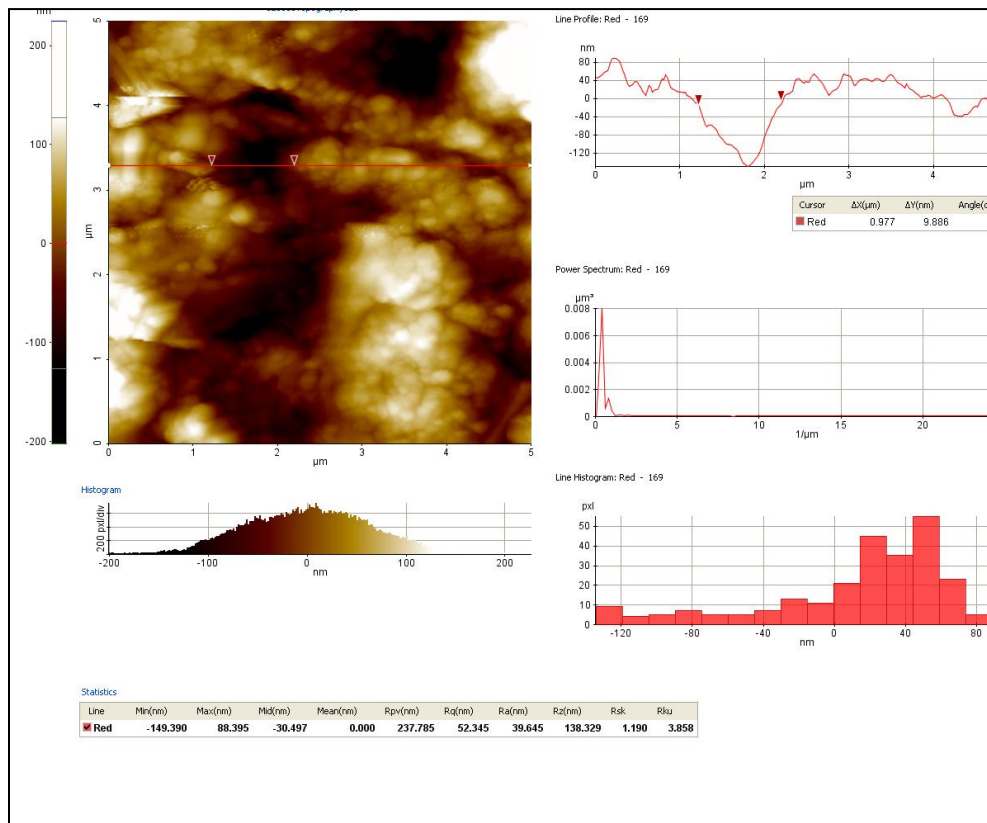 nm
200
100
0
-100
-200
5
4
3
2
1
0
µm
0 1 2 3 4 5
µm
Line Profile: Red - 169
nm
80
40
0
-40
-80
-120
0 1 2 3 4
µm
Cursor ΔX(µm) ΔY(nm) Angle(
Red 0.977 9.886
Power Spectrum: Red - 169
µm³
0.008
0.006
0.004
0.002
0
0 5 10 15 20
1/µm
Histogram
200 pxl/div
-200 -100 0 100 200
nm
Line Histogram: Red - 169
pxl
50
40
30
20
10
0
-120 -80 -40 0 40 80
nm
Statistics
Line Min(nm) Max(nm) Mid(nm) Mean(nm) Rpv(nm) Rq(nm) Ra(nm) Rz(nm) Rsk Rku
Red -149.390 88.395 -30.497 0.000 237.785 52.345 39.645 138.329 1.190 3.858